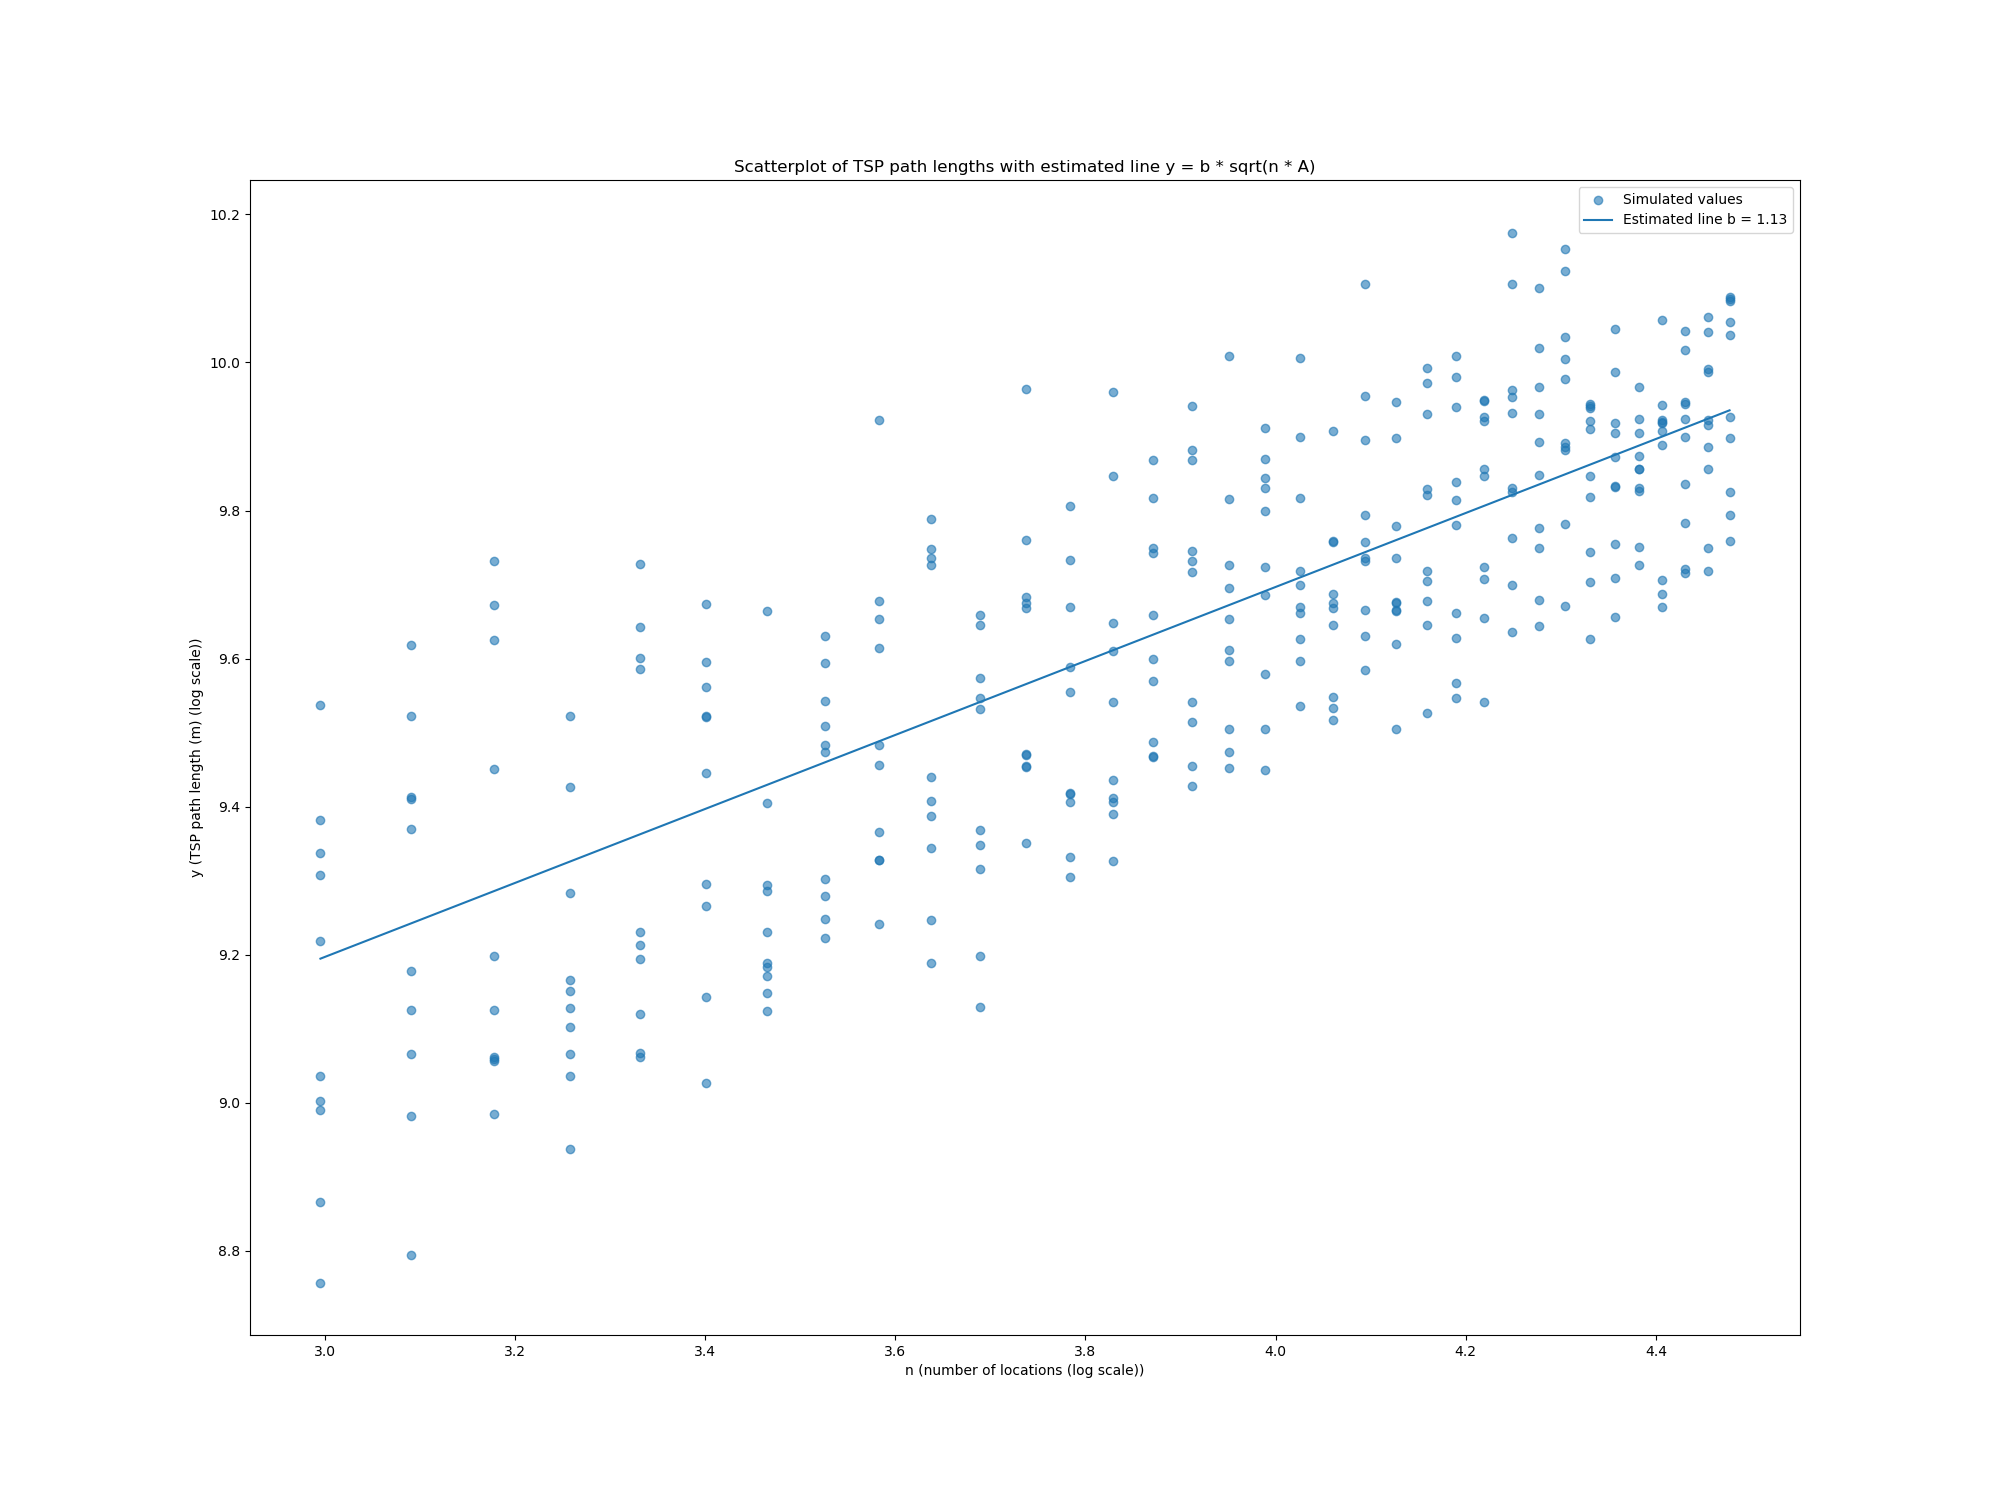 Scatterplot of TSP path lengths with estimated line y = b * sqrt(n * A)
Simulated values
Estimated line b = 1.13
y (TSP path length (m) (log scale))
10.2
10.0
9.8
9.6
9.4
9.2
9.0
8.8
3.0 3.2 3.4 3.6 3.8 4.0 4.2 4.4
n (number of locations (log scale))